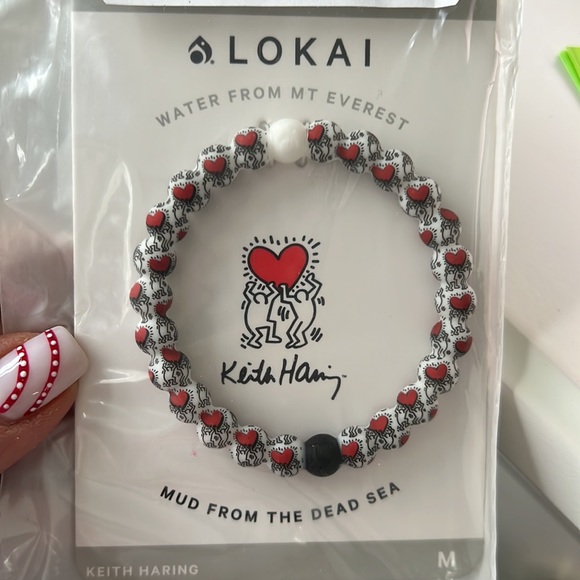 LOKAI
WATER FROM MT EVEREST
Keith Haring
MUD FROM THE DEAD SEA
KEITH HARING M